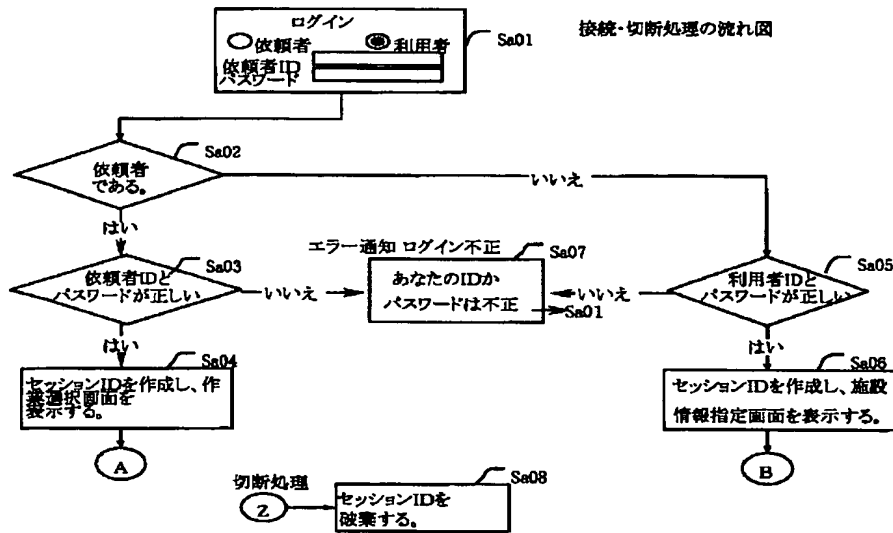 ログイン
依頼者 利用者
依頼者ID
パスワード
Sa01
接続・切断処理の流れ図
Sa02
依頼者
である。
いいえ
はい
エラー通知 ログイン不正
Sa07
Sa03
依頼者IDと
パスワードが正しい
いいえ
あなたのIDか
パスワードは不正
Sa01
いいえ
Sa05
利用者IDと
パスワードが正しい
はい
はい
Sa04
セッションIDを作成し、作
業選択画面を
表示する。
Sa06
セッションIDを作成し、施設
情報指定画面を表示する。
A
B
切断処理
Sa08
Z
セッションIDを
破棄する。